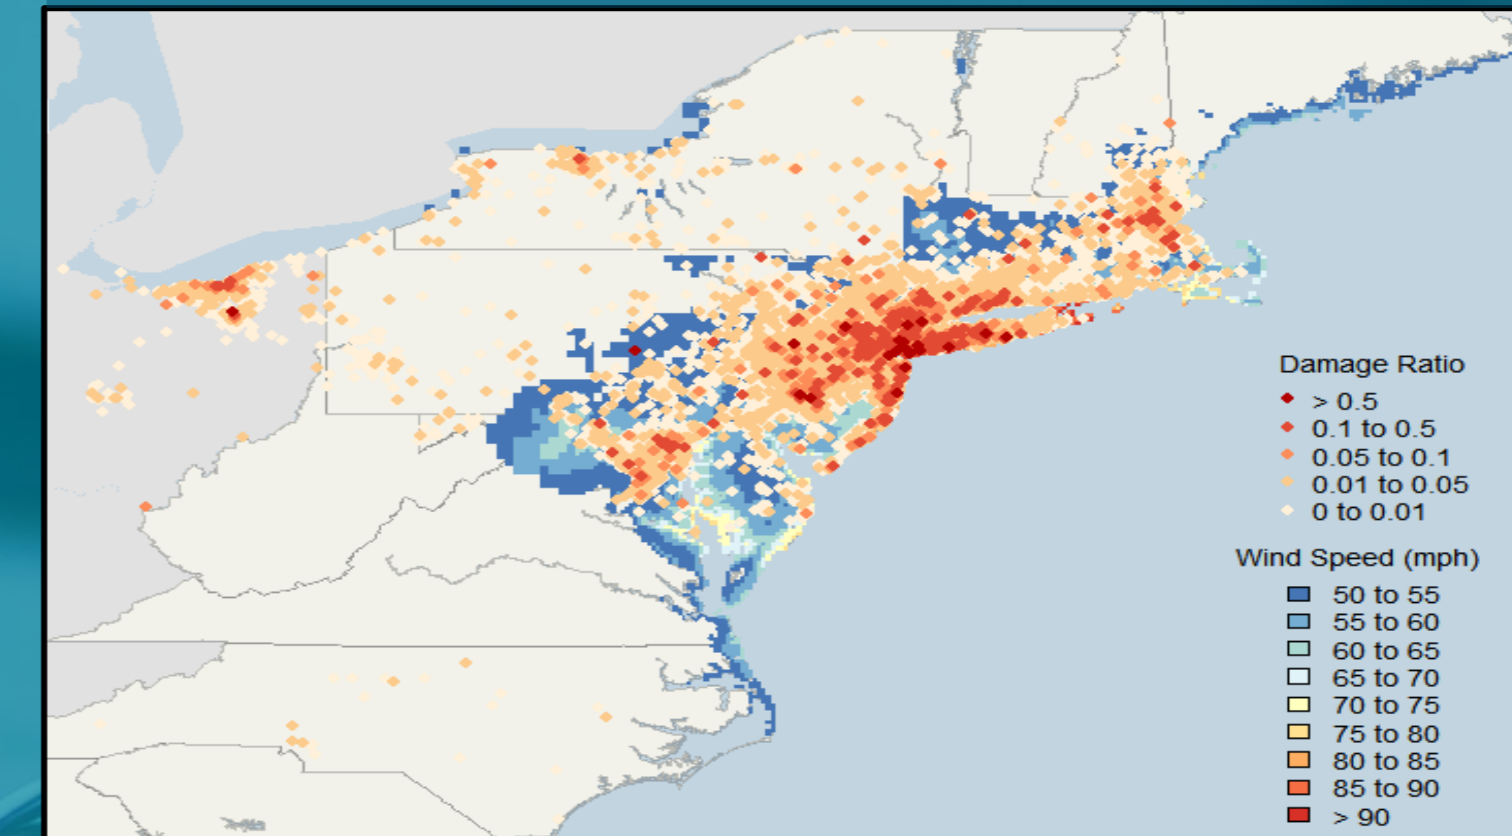 Damage Ratio
> 0.5
0.1 to 0.5
0.05 to 0.1
0.01 to 0.05
0 to 0.01
Wind Speed (mph)
50 to 55
55 to 60
60 to 65
65 to 70
70 to 75
75 to 80
80 to 85
85 to 90
> 90